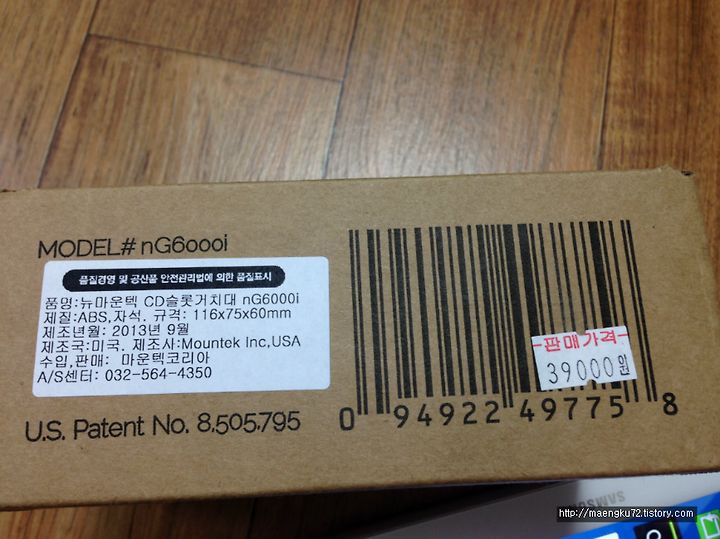 MODEL# nG6000i
품질경영 및 공산품 안전관리법에 의한 품질표시
품명:뉴마운텍 CD슬롯거치대 nG6000i
제질:ABS,자석. 규격: 116x75x60mm
제조년월: 2013년 9월
제조국:미국. 제조사:Mountek Inc,USA
수입,판매: 마운텍코리아
A/S센터: 032-564-4350
U.S. Patent No. 8,505,795
-판매가격-
39000원
0 94922 49775 8
SAMSUNG
http://maengku72.tistory.com